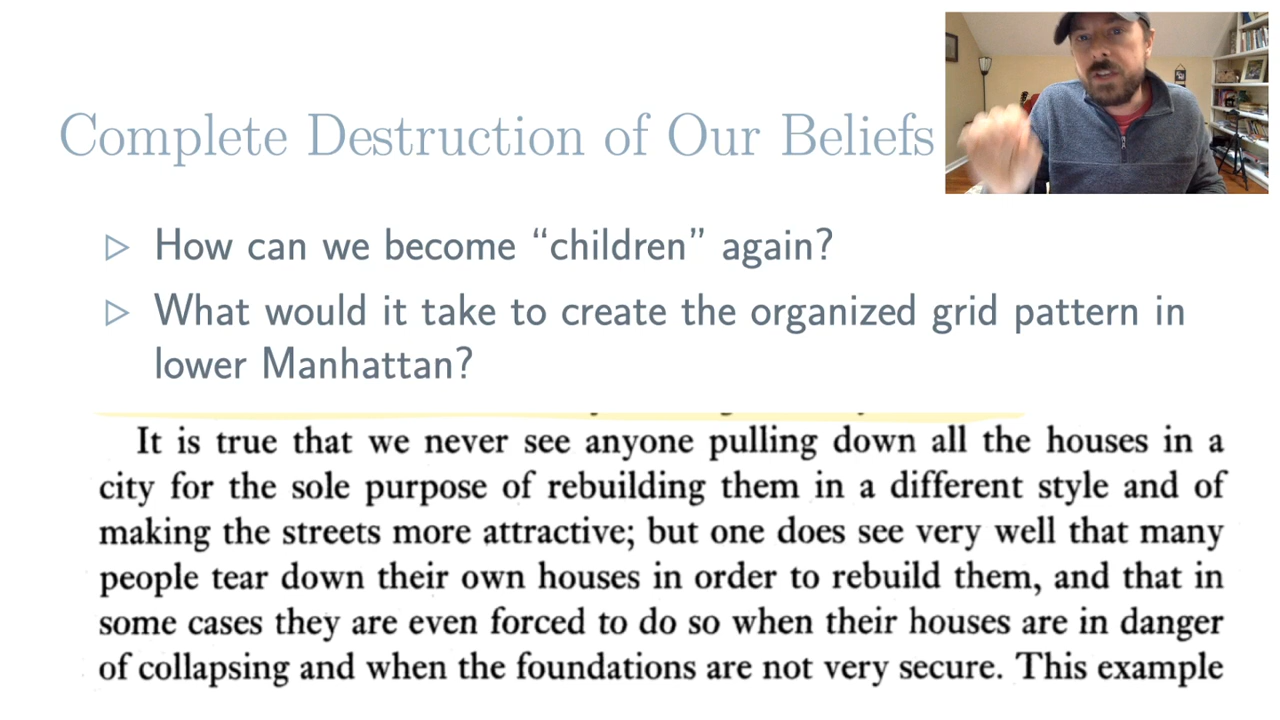 Complete Destruction of Our Beliefs
How can we become “children” again?
What would it take to create the organized grid pattern in
lower Manhattan?
It is true that we never see anyone pulling down all the houses in a
city for the sole purpose of rebuilding them in a different style and of
making the streets more attractive; but one does see very well that many
people tear down their own houses in order to rebuild them, and that in
some cases they are even forced to do so when their houses are in danger
of collapsing and when the foundations are not very secure. This example